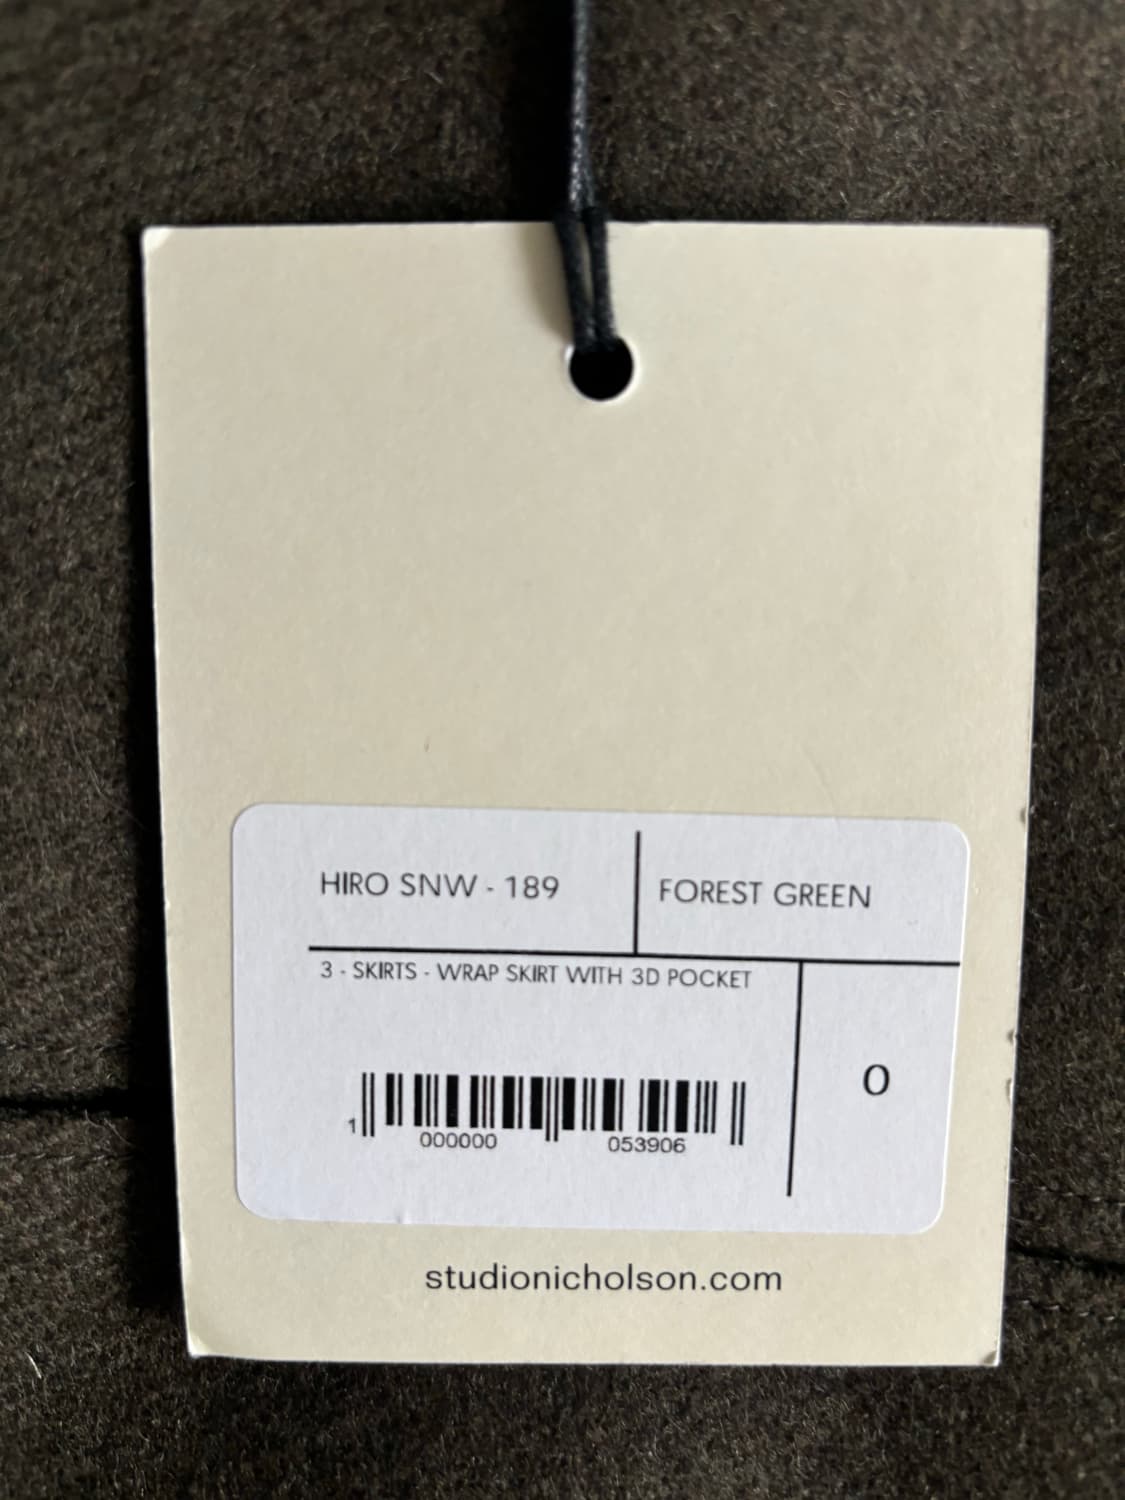 HIRO SNW - 189
FOREST GREEN
3 - SKIRTS - WRAP SKIRT WITH 3D POCKET
0
1 000000 053906
studionicholson.com